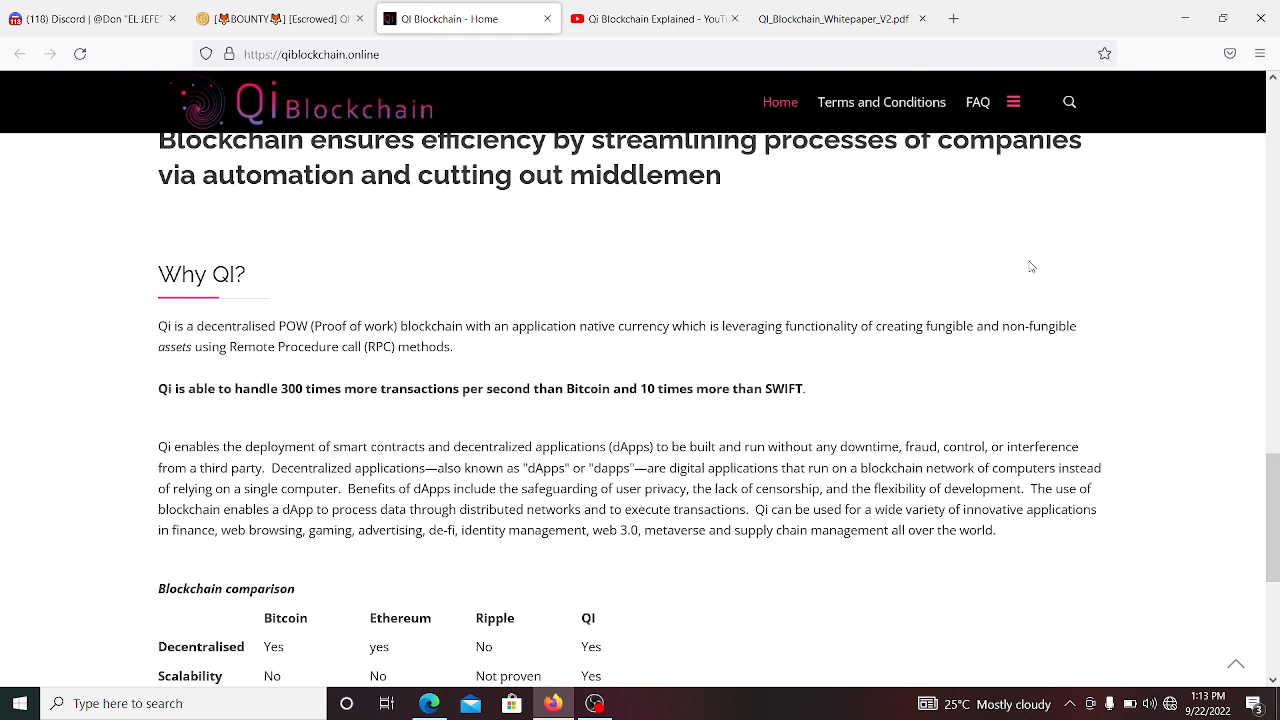 (118) Discord | #DON'T "ELEFE
[🦊BOUNTY🦊] [Escrowed] QI
QI Blockchain - Home
Qi Blockchain Explained - YouTu
QI_Blockchain_Whitepaper_V2.pdf
https://qiblockchain.online
Qi Blockchain
Home
Terms and Conditions
FAQ
Blockchain ensures efficiency by streamlining processes of companies
via automation and cutting out middlemen
Why QI?
Qi is a decentralised POW (Proof of work) blockchain with an application native currency which is leveraging functionality of creating fungible and non-fungible
assets using Remote Procedure call (RPC) methods.
Qi is able to handle 300 times more transactions per second than Bitcoin and 10 times more than SWIFT.
Qi enables the deployment of smart contracts and decentralized applications (dApps) to be built and run without any downtime, fraud, control, or interference
from a third party. Decentralized applications—also known as "dApps" or "dapps"—are digital applications that run on a blockchain network of computers instead
of relying on a single computer. Benefits of dApps include the safeguarding of user privacy, the lack of censorship, and the flexibility of development. The use of
blockchain enables a dApp to process data through distributed networks and to execute transactions. Qi can be used for a wide variety of innovative applications
in finance, web browsing, gaming, advertising, de-fi, identity management, web 3.0, metaverse and supply chain management all over the world.
Blockchain comparison
Bitcoin Ethereum Ripple QI
Decentralised Yes yes No Yes
Scalability No No Not proven Yes
Type here to search
25°C Mostly cloudy
1:13 PM
9/22/2022